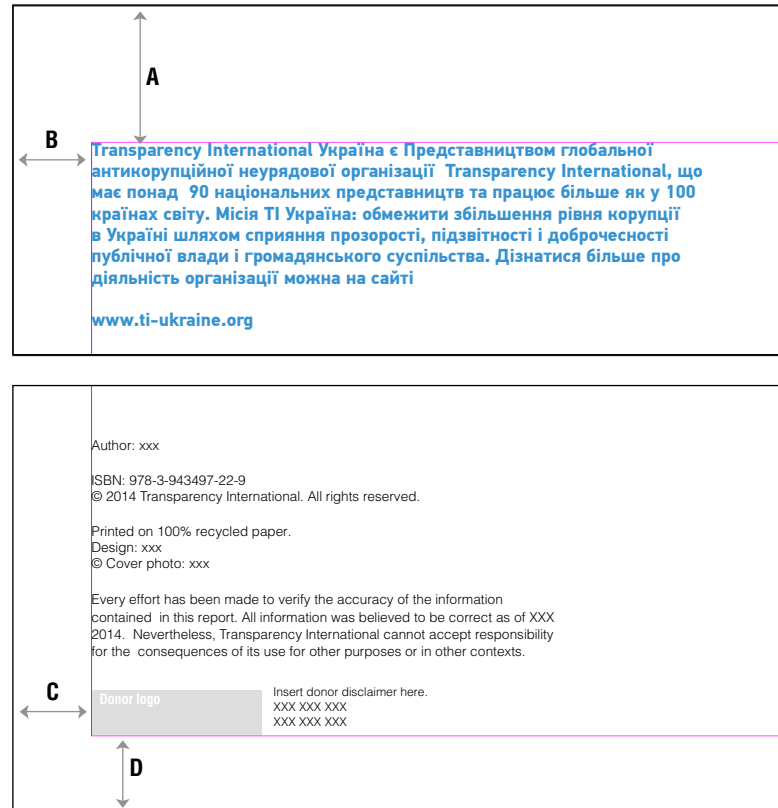 A
B
Transparency International Україна є Представництвом глобальної
антикорупційної неурядової організації  Transparency International, що
має понад  90 національних представництв та працює більше як у 100
країнах світу. Місія ТІ Україна: обмежити збільшення рівня корупції
в Україні шляхом сприяння прозорості, підзвітності і доброчесності
публічної влади і громадянського суспільства. Дізнатися більше про
діяльність організації можна на сайті
www.ti-ukraine.org
Author: xxx
ISBN: 978-3-943497-22-9
© 2014 Transparency International. All rights reserved.
Printed on 100% recycled paper.
Design: xxx
© Cover photo: xxx
Every effort has been made to verify the accuracy of the information
contained  in this report. All information was believed to be correct as of XXX
2014.  Nevertheless, Transparency International cannot accept responsibility
for the  consequences of its use for other purposes or in other contexts.
C
Donor logo
Insert donor disclaimer here.
XXX XXX XXX
XXX XXX XXX
D